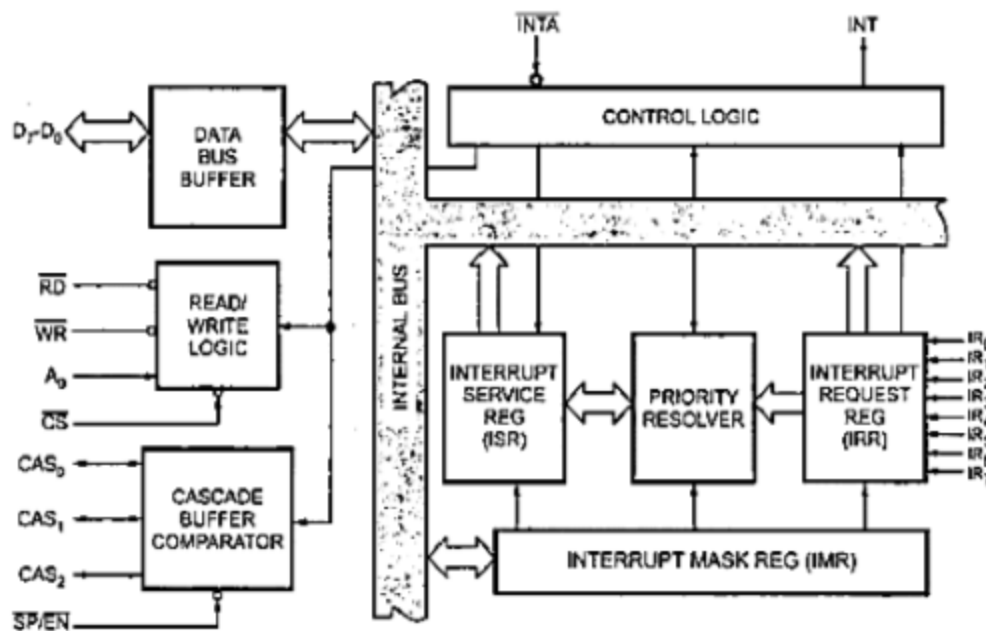 INTA
INT
CONTROL LOGIC
D7-D0
DATA
BUS
BUFFER
RD
WR
A0
CS
READ/
WRITE
LOGIC
INTERNAL BUS
INTERRUPT
SERVICE
REG
(ISR)
PRIORITY
RESOLVER
INTERRUPT
REQUEST
REG
(IRR)
CAS0
CAS1
CAS2
SP/EN
CASCADE
BUFFER
COMPARATOR
INTERRUPT MASK REG (IMR)